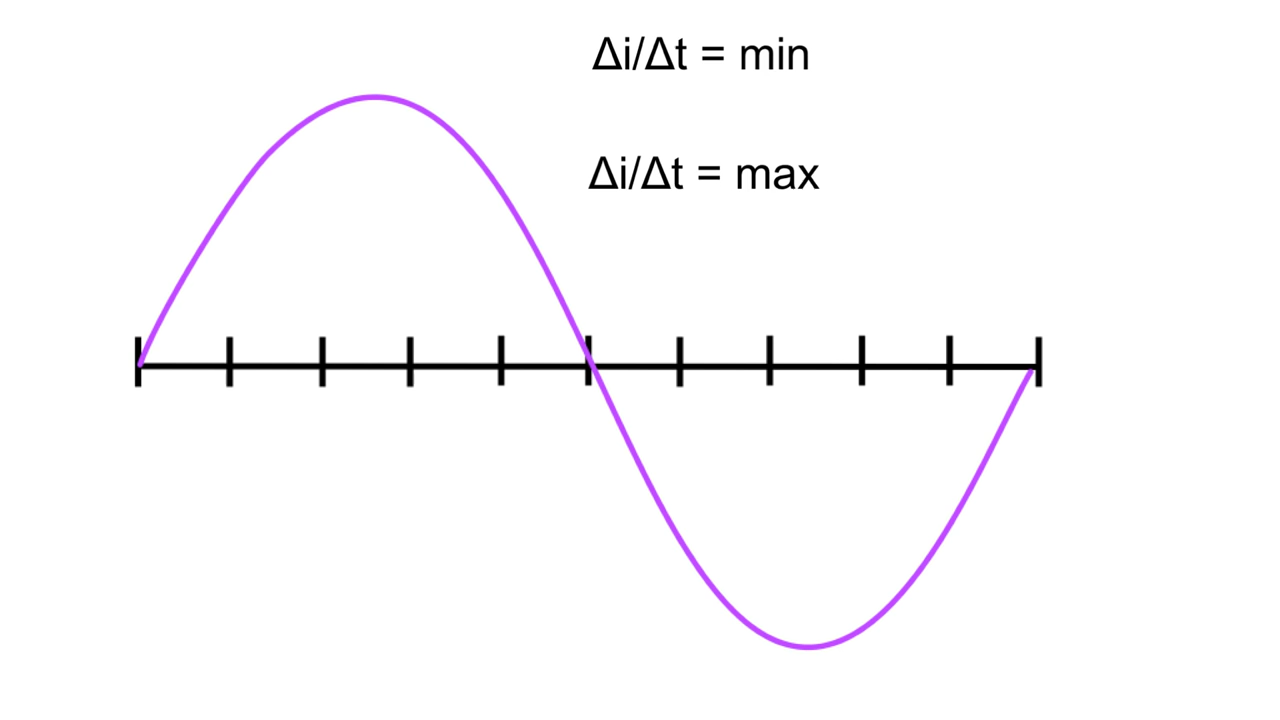 Δi/Δt = min
Δi/Δt = max